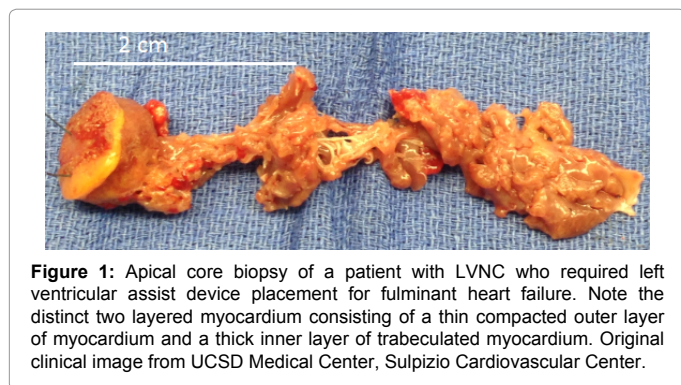 2 cm
Figure 1: Apical core biopsy of a patient with LVNC who required left
ventricular assist device placement for fulminant heart failure. Note the
distinct two layered myocardium consisting of a thin compacted outer layer
of myocardium and a thick inner layer of trabeculated myocardium. Original
clinical image from UCSD Medical Center, Sulpizio Cardiovascular Center.